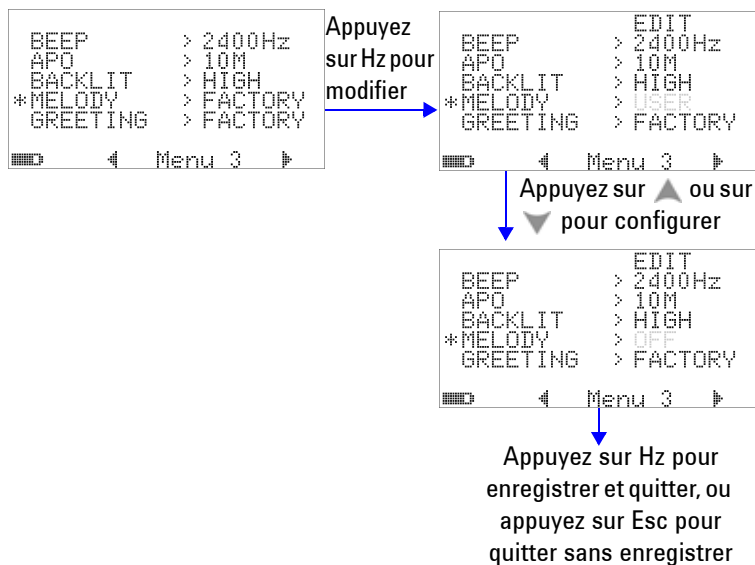 BEEP > 2400Hz
APO > 10M
BACKLIT > HIGH
*MELODY > FACTORY
GREETING > FACTORY
Menu 3
Appuyez
sur Hz pour
modifier
EDIT
BEEP > 2400Hz
APO > 10M
BACKLIT > HIGH
*MELODY > USER
GREETING > FACTORY
Menu 3
Appuyez sur ou sur
pour configurer
EDIT
BEEP > 2400Hz
APO > 10M
BACKLIT > HIGH
*MELODY > OFF
GREETING > FACTORY
Menu 3
Appuyez sur Hz pour
enregistrer et quitter, ou
appuyez sur Esc pour
quitter sans enregistrer